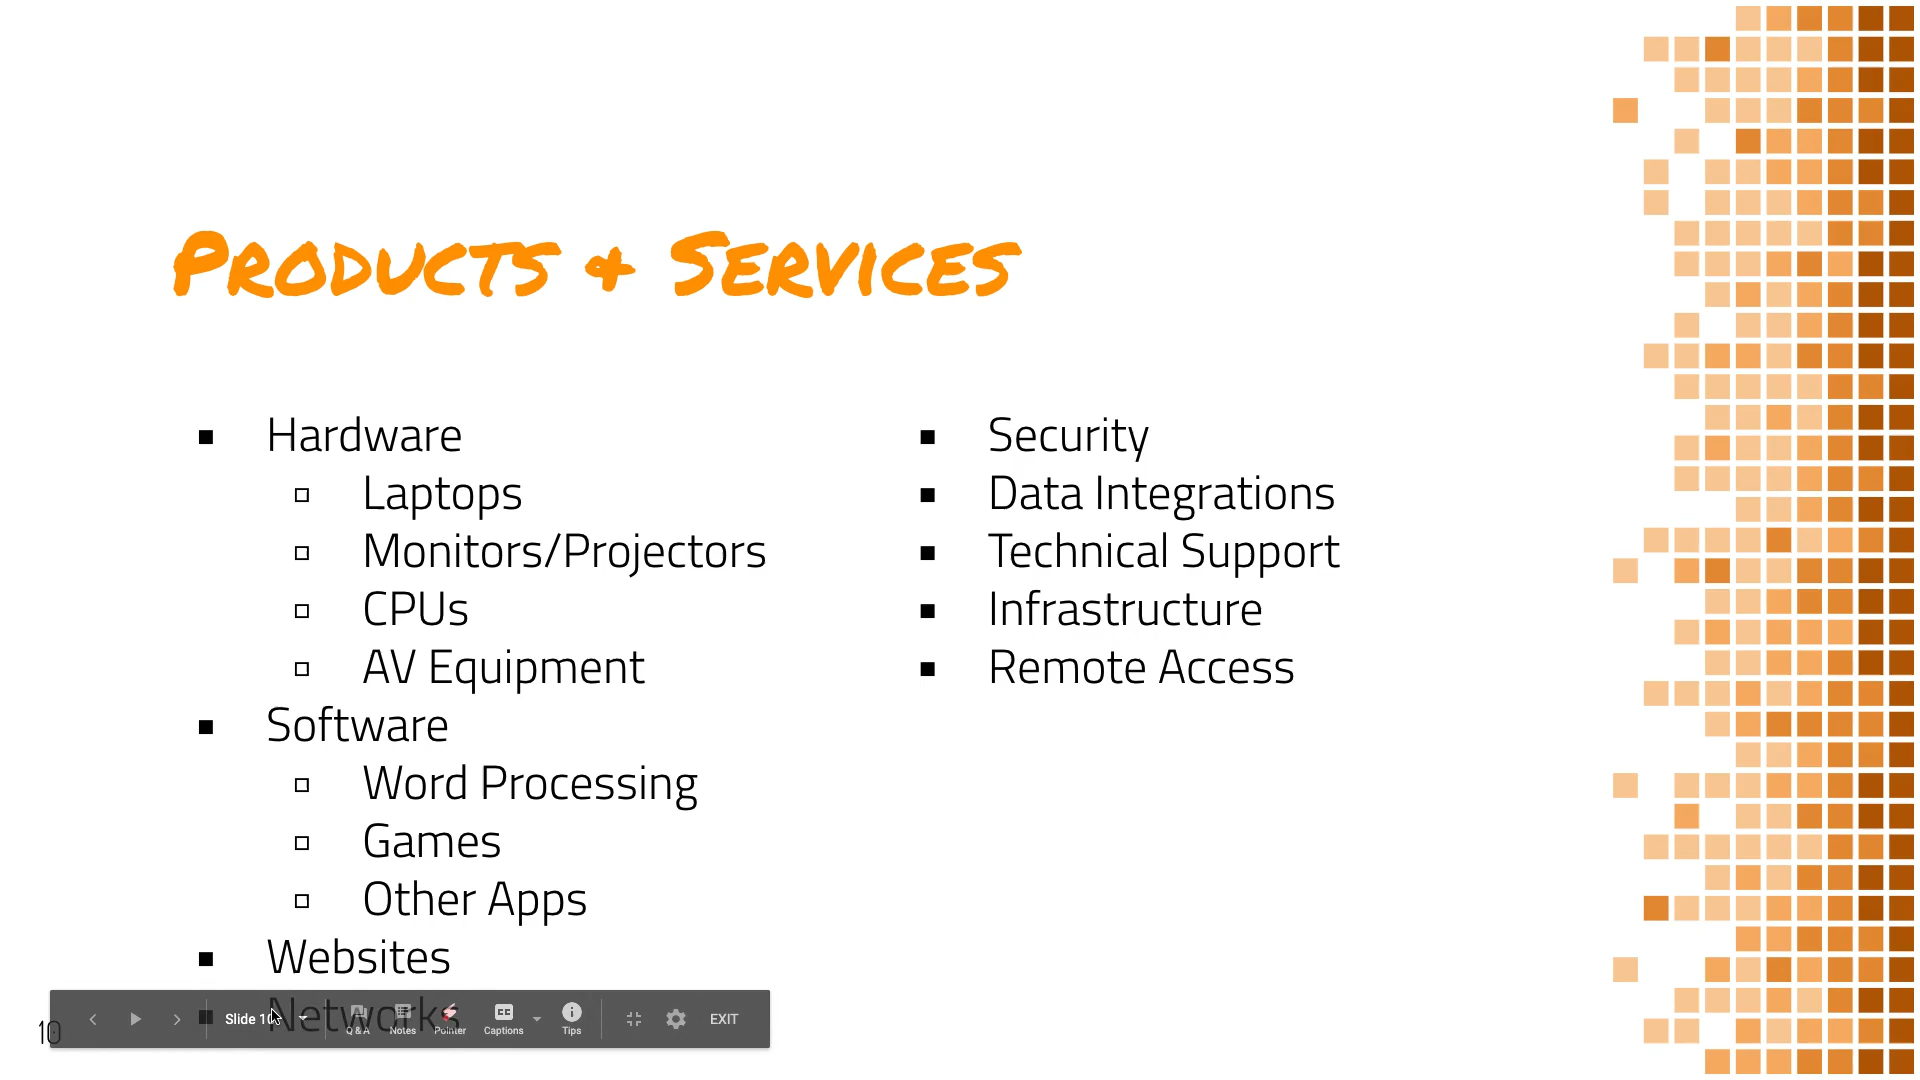 PRODUCTS & SERVICES
▪ Hardware
▫ Laptops
▫ Monitors/Projectors
▫ CPUs
▫ AV Equipment
▪ Software
▫ Word Processing
▫ Games
▫ Other Apps
▪ Websites
▪ Networks
▪ Security
▪ Data Integrations
▪ Technical Support
▪ Infrastructure
▪ Remote Access
10
Slide 10
Q & A
Notes
Pointer
CC
Captions
Tips
EXIT